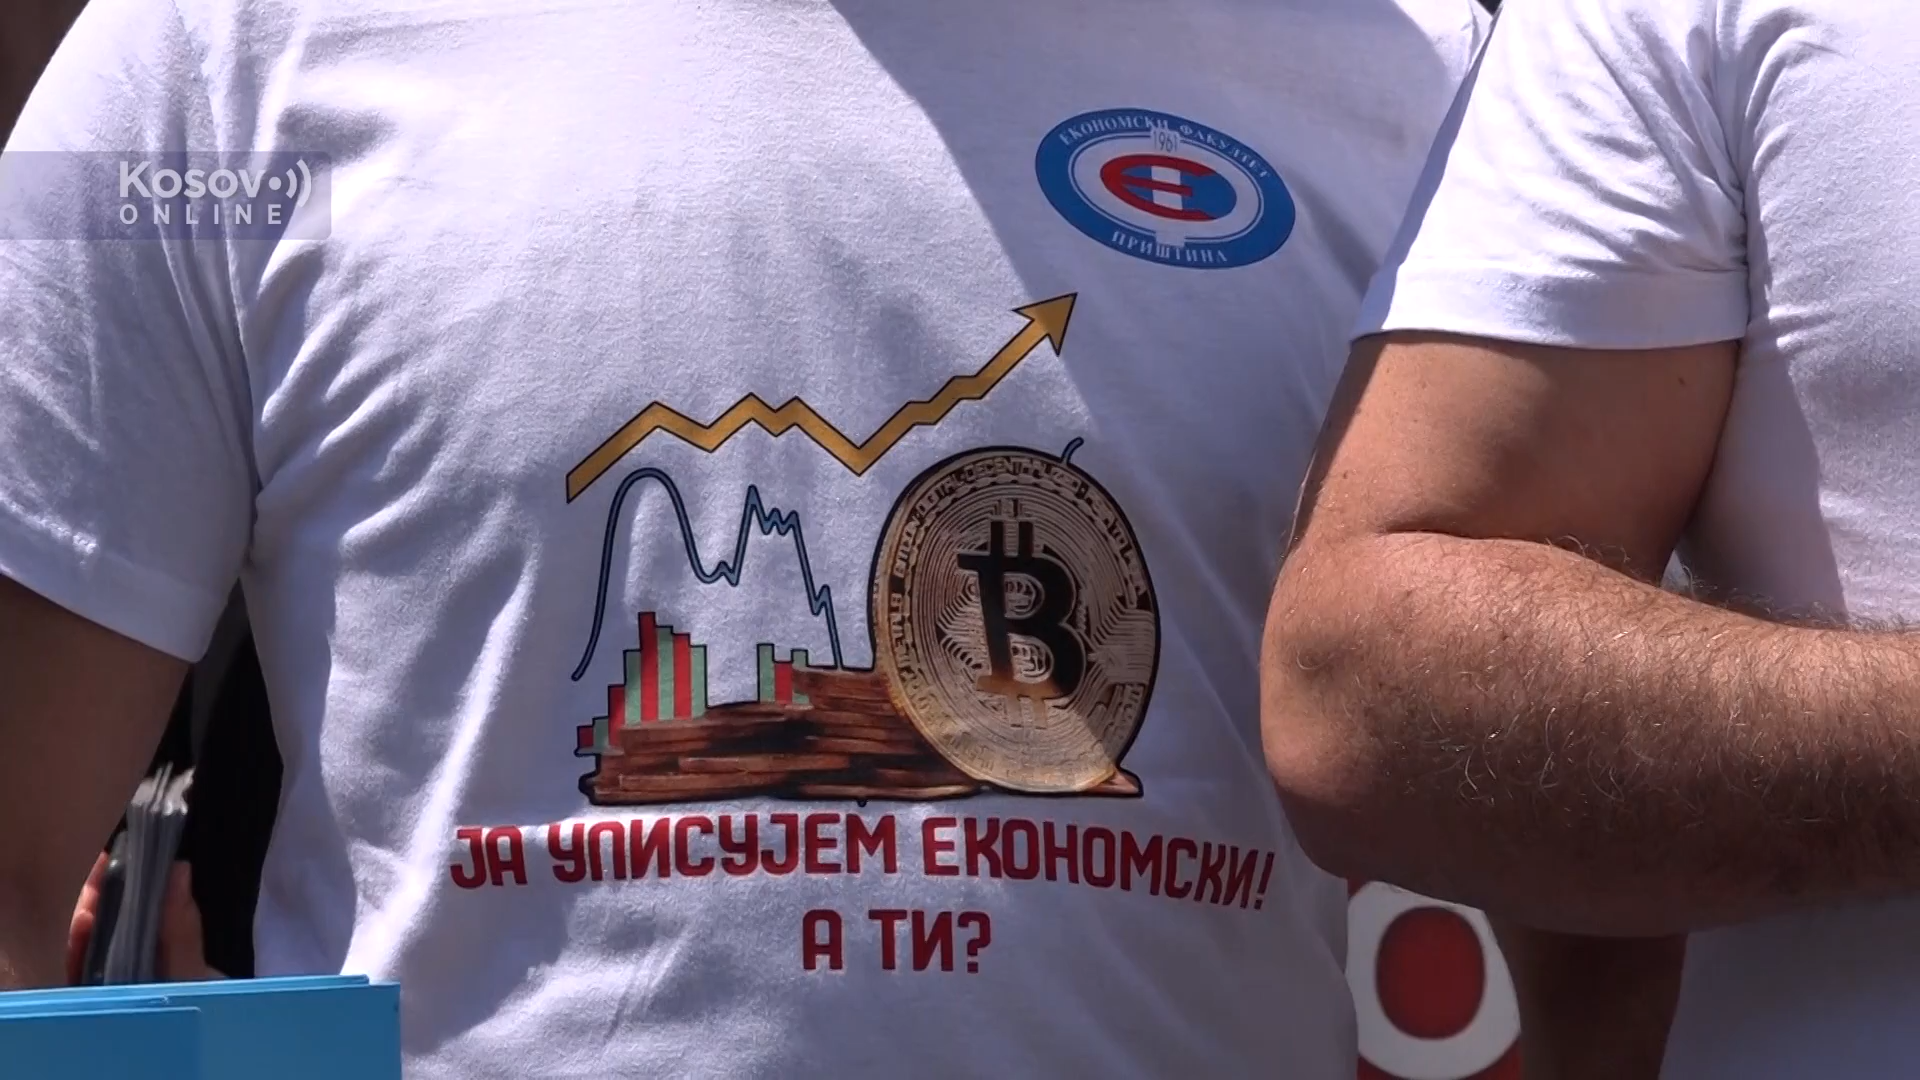 Kosovo
ONLINE
ЕКОНОМСКИ ФАКУЛТЕТ
1961
ПРИШТИНА
ЈА УПИСУЈЕМ ЕКОНОМСКИ!
А ТИ?